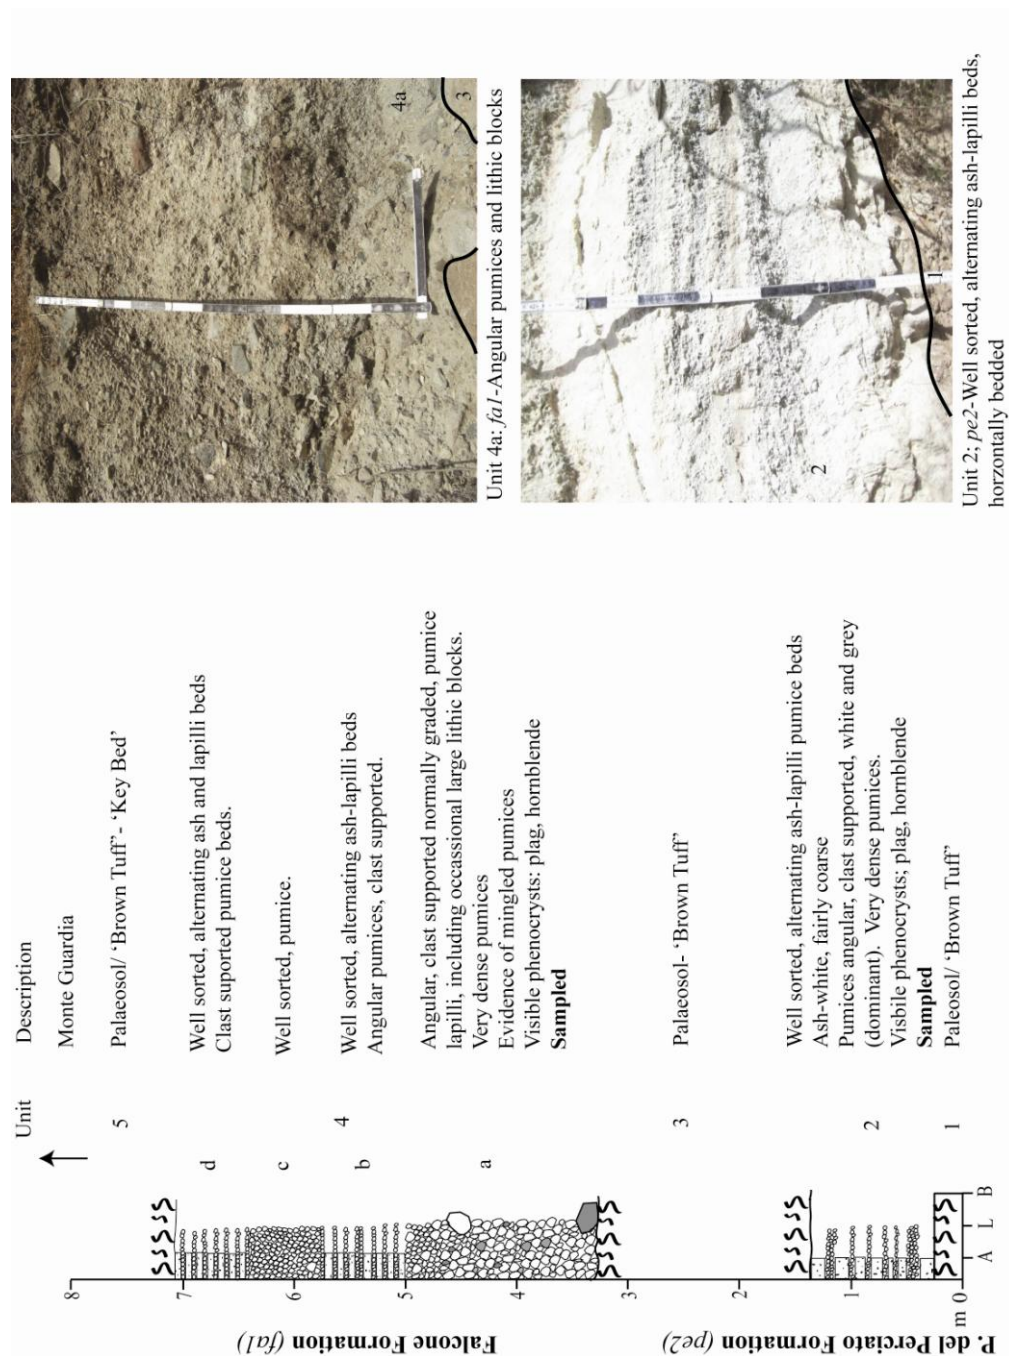 Unit
Description
Monte Guardia
5
Palaeosol/ ‘Brown Tuff’- ‘Key Bed’
d
Well sorted, alternating ash and lapilli beds
Clast suported pumice beds.
c
Well sorted, pumice.
4
b
Well sorted, alternating ash-lapilli beds
Angular pumices, clast supported.
a
Angular, clast supported normally graded, pumice
lapilli, including occassional large lithic blocks.
Very dense pumices
Evidence of mingled pumices
Visible phenocrysts: plag, hornblende
Sampled
3
Palaeosol- ‘Brown Tuff’
2
Well sorted, alternating ash-lapilli pumice beds
Ash-white, fairly coarse
Pumices angular, clast supported, white and grey
(dominant). Very dense pumices.
Visbile phenocrysts; plag, hornblende
Sampled
1
Paleosol/ ‘Brown Tuff’
8
7
6
5
4
3
2
1
m 0
A
L
B
Falcone Formation (fa1)
P. del Perciato Formation (pe2)
4a
3
Unit 4a: fa1-Angular pumices and lithic blocks
2
1
Unit 2; pe2-Well sorted, alternating ash-lapilli beds,
horzontally bedded